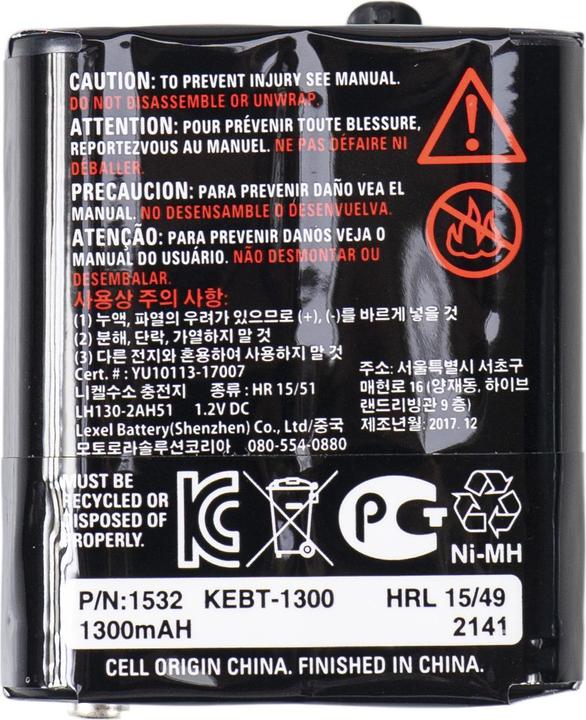 CAUTION: TO PREVENT INJURY SEE MANUAL.
DO NOT DISASSEMBLE OR UNWRAP.
ATTENTION: POUR PRÉVENIR TOUTE BLESSURE,
REPORTEZVOUS AU MANUEL. NE PAS DÉFAIRE NI
DÉBALLER.
PRECAUCION: PARA PREVENIR DAÑO VEA EL
MANUAL. NO DESENSAMBLE O DESENVUELVA.
ATENÇÃO: PARA PREVENIR DANOS VEJA O
MANUAL DO USUÁRIO. NÃO DESMONTAR OU
DESEMBALAR.
사용상 주의 사항:
(1) 누액, 파열의 우려가 있으므로 (+), (-)를 바르게 넣을 것
(2) 분해, 단락, 가열하지 말 것
(3) 다른 전지와 혼용하여 사용하지 말 것
Cert. # : YU10113-17007
니켈수소 충전지 종류 : HR 15/51
LH130-2AH51 1.2V DC
Lexel Battery(Shenzhen) Co., Ltd/중국
모토로라솔루션코리아 080-554-0880
주소: 서울특별시 서초구
매헌로 16 (양재동, 하이브
랜드리빙관 9 층)
제조년월: 2017. 12
MUST BE
RECYCLED OR
DISPOSED OF
PROPERLY.
KC
PCT
Ni-MH
P/N:1532 KEBT-1300 HRL 15/49
1300mAH 2141
CELL ORIGIN CHINA. FINISHED IN CHINA.